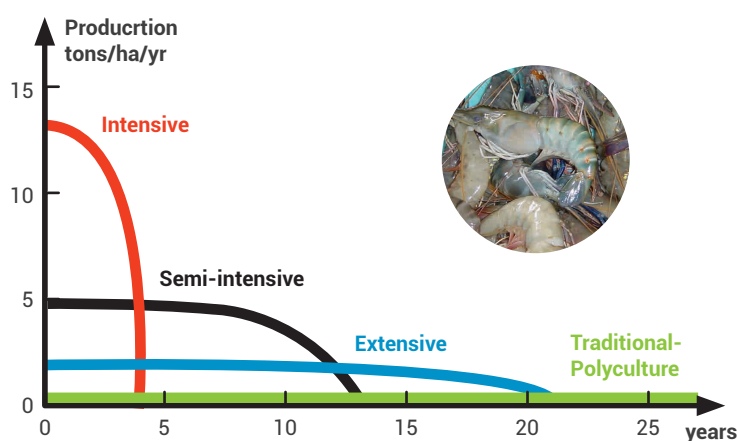 Producrtion
tons/ha/yr
15
Intensive
10
Semi-intensive
5
Extensive
Traditional-
Polyculture
0
0
5
10
15
20
25
years